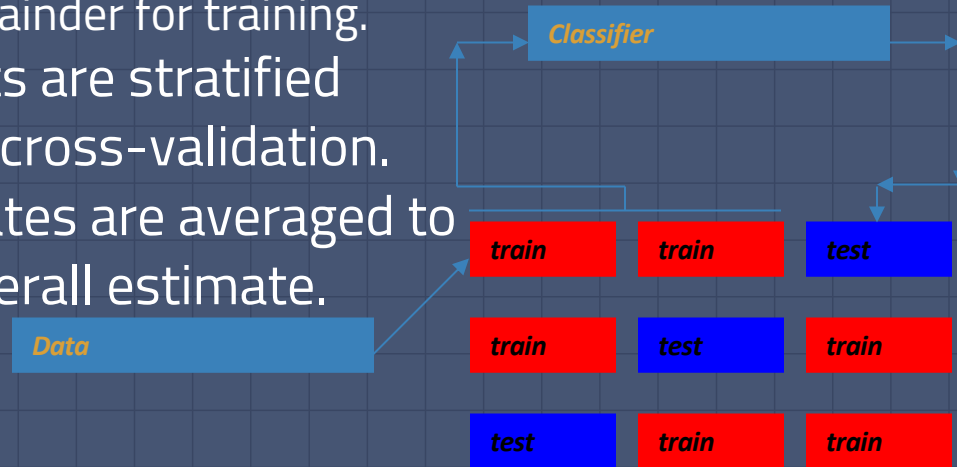 ainder for training.
s are stratified
cross-validation.
tes are averaged to
erall estimate.
Classifier
train train test
Data
train test train
test train train